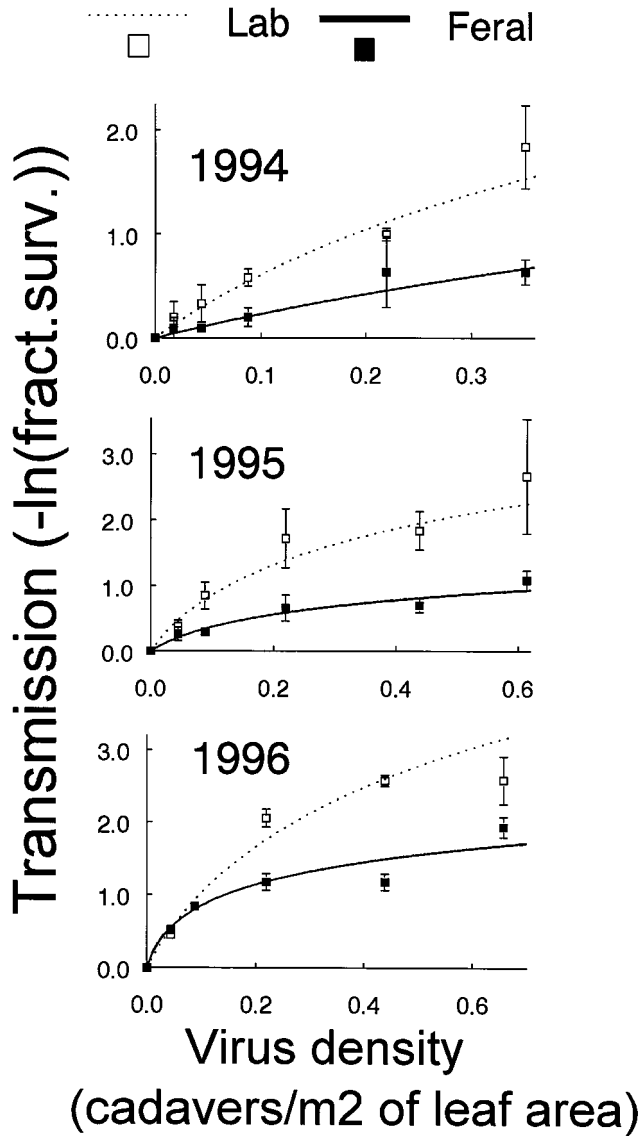 Lab Feral
Transmission (-ln(fract.surv.))
1994
2.0
1.0
0.0
0.0 0.1 0.2 0.3
1995
3.0
2.0
1.0
0.0
0.0 0.2 0.4 0.6
1996
3.0
2.0
1.0
0.0
0.0 0.2 0.4 0.6
Virus density
(cadavers/m2 of leaf area)